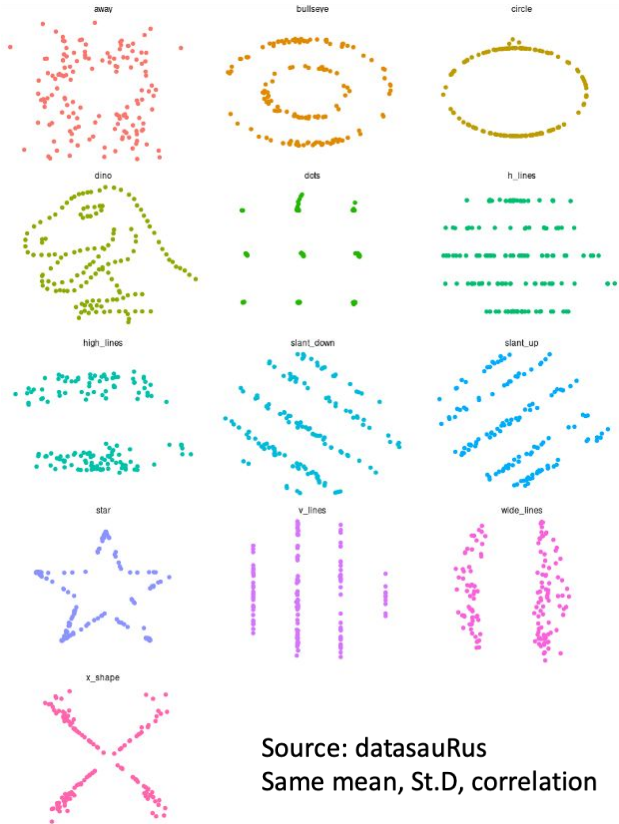 away bullseye circle
dino dots h_lines
high_lines slant_down slant_up
star v_lines wide_lines
x_shape
Source: datasauRus
Same mean, St.D, correlation